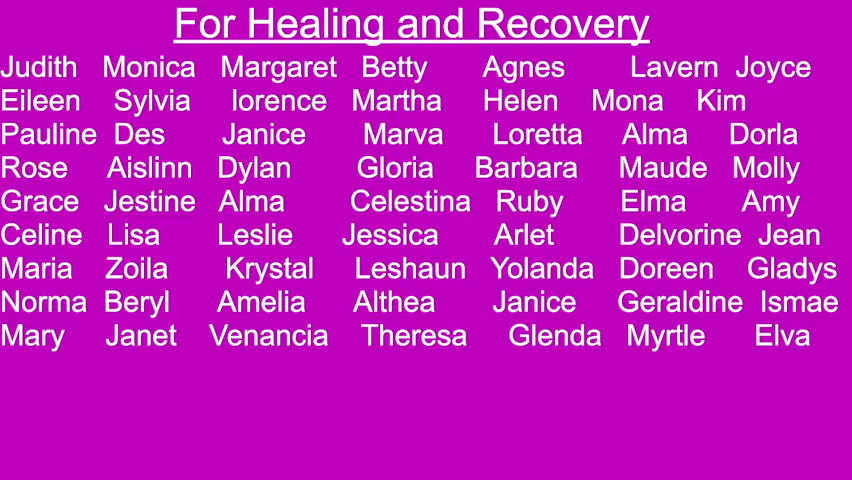 For Healing and Recovery
Judith Monica Margaret Betty Agnes Lavern Joyce
Eileen Sylvia lorence Martha Helen Mona Kim
Pauline Des Janice Marva Loretta Alma Dorla
Rose Aislinn Dylan Gloria Barbara Maude Molly
Grace Jestine Alma Celestina Ruby Elma Amy
Celine Lisa Leslie Jessica Arlet Delvorine Jean
Maria Zoila Krystal Leshaun Yolanda Doreen Gladys
Norma Beryl Amelia Althea Janice Geraldine Ismae
Mary Janet Venancia Theresa Glenda Myrtle Elva